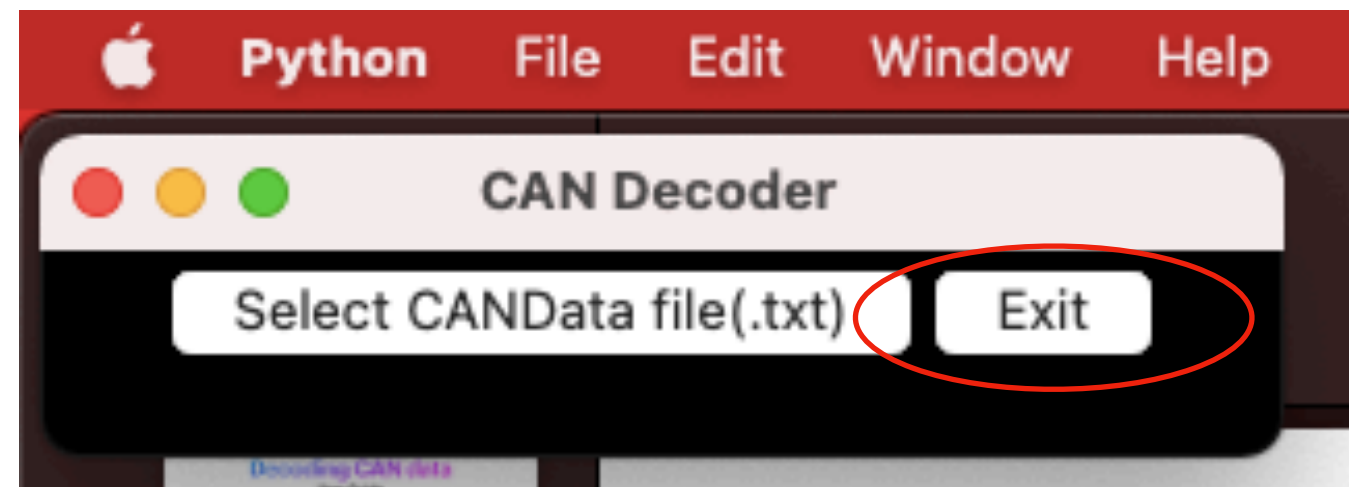 Python File Edit Window Help
CAN Decoder
Select CANData file(.txt) Exit
Decoding CAN data